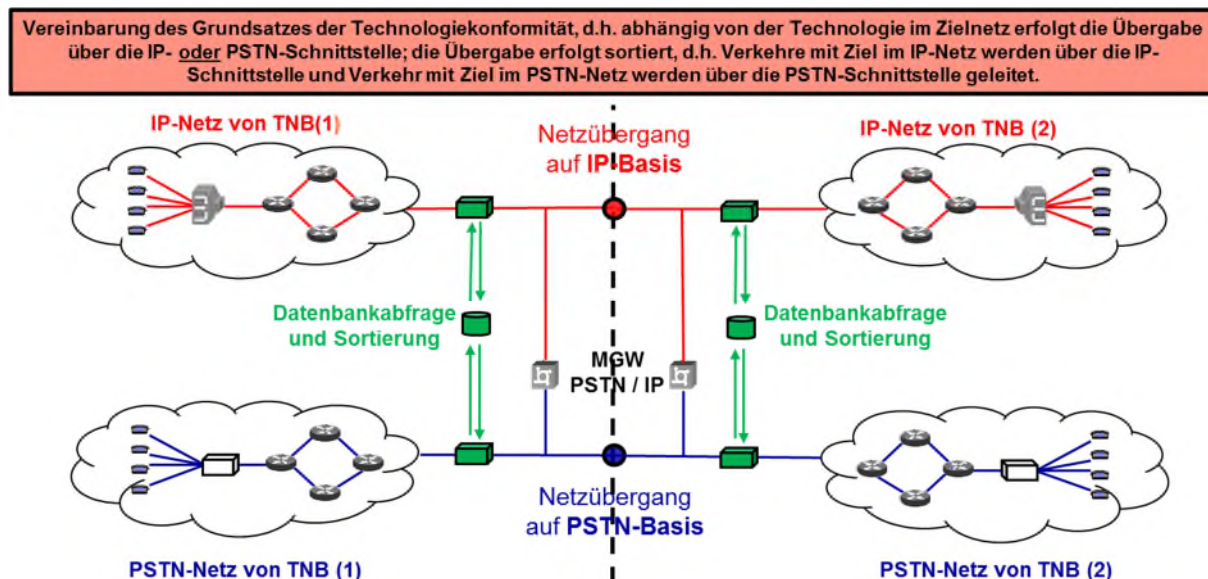 Vereinbarung des Grundsatzes der Technologiekonformität, d.h. abhängig von der Technologie im Zielnetz erfolgt die Übergabe
über die IP- oder PSTN-Schnittstelle; die Übergabe erfolgt sortiert, d.h. Verkehre mit Ziel im IP-Netz werden über die IP-
Schnittstelle und Verkehr mit Ziel im PSTN-Netz werden über die PSTN-Schnittstelle geleitet.
IP-Netz von TNB(1)
Netzübergang
auf IP-Basis
IP-Netz von TNB (2)
Datenbankabfrage
und Sortierung
MGW
PSTN / IP
Datenbankabfrage
und Sortierung
Netzübergang
auf PSTN-Basis
PSTN-Netz von TNB (1)
PSTN-Netz von TNB (2)